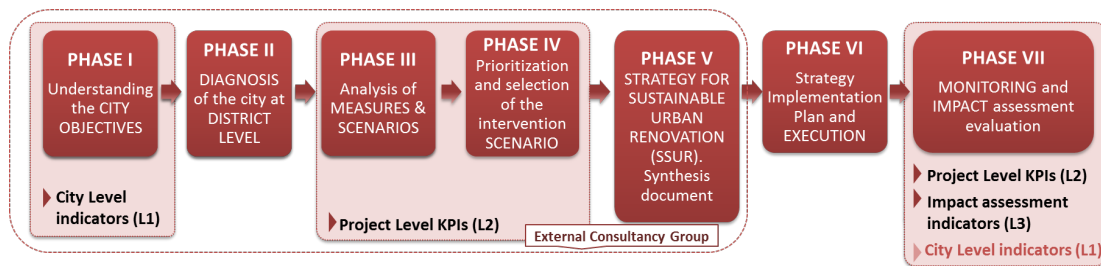 PHASE I
Understanding
the CITY
OBJECTIVES
City Level
indicators (L1)
PHASE II
DIAGNOSIS
of the city at
DISTRICT
LEVEL
PHASE III
Analysis of
MEASURES &
SCENARIOS
PHASE IV
Prioritization
and selection
of the
intervention
SCENARIO
Project Level KPIs (L2)
PHASE V
STRATEGY FOR
SUSTAINABLE
URBAN
RENOVATION
(SSUR).
Synthesis
document
External Consultancy Group
PHASE VI
Strategy
Implementation
Plan and
EXECUTION
PHASE VII
MONITORING and
IMPACT assessment
evaluation
Project Level KPIs (L2)
Impact assessment
indicators (L3)
City Level indicators (L1)